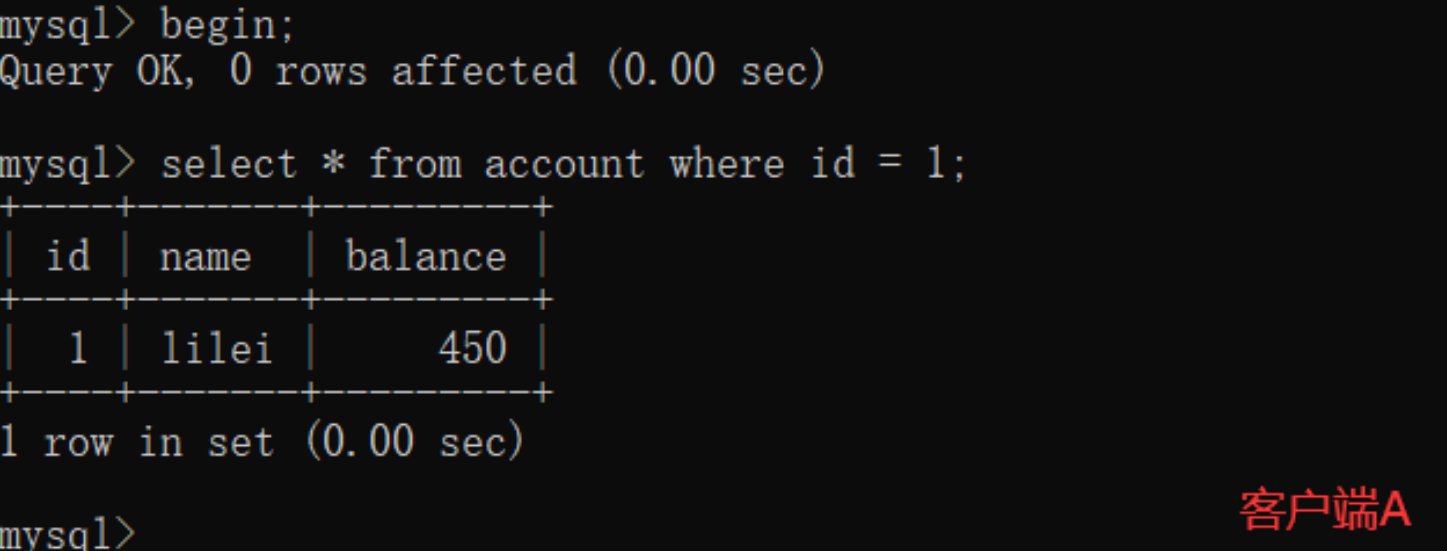 mysql> begin;
Query OK, 0 rows affected (0.00 sec)
mysql> select * from account where id = 1;
+----+-------+---------+
| id | name  | balance |
+----+-------+---------+
|  1 | lilei |     450 |
+----+-------+---------+
1 row in set (0.00 sec)
mysql>
客户端A